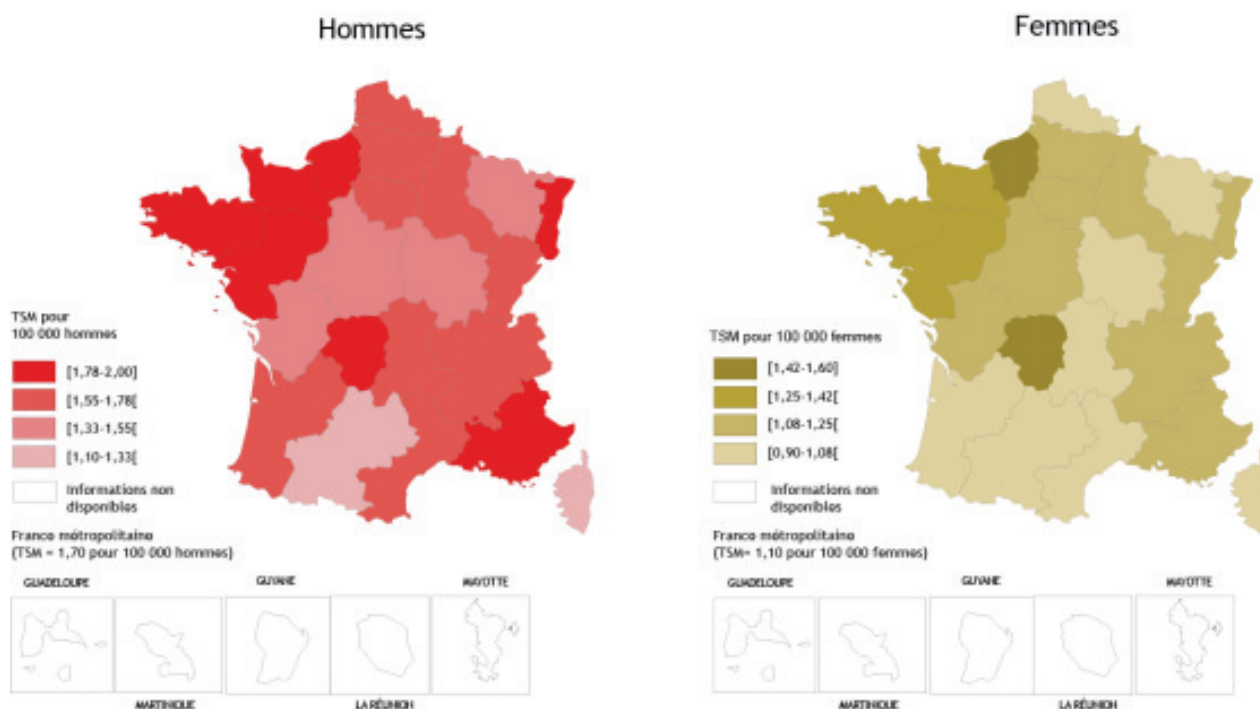 Hommes
TSM pour
100 000 hommes
[1,78-2,00]
[1,55-1,78[
[1,33-1,55[
[1,10-1,33[
Informations non
disponibles
France métropolitaine
(TSM = 1,70 pour 100 000 hommes)
GUADELOUPE
GUYANE
MAYOTTE
MARTINIQUE
LA RÉUNION
Femmes
TSM pour 100 000 femmes
[1,42-1,60]
[1,25-1,42[
[1,08-1,25[
[0,90-1,08[
Informations non
disponibles
France métropolitaine
(TSM= 1,10 pour 100 000 femmes)
GUADELOUPE
GUYANE
MAYOTTE
MARTINIQUE
LA RÉUNION